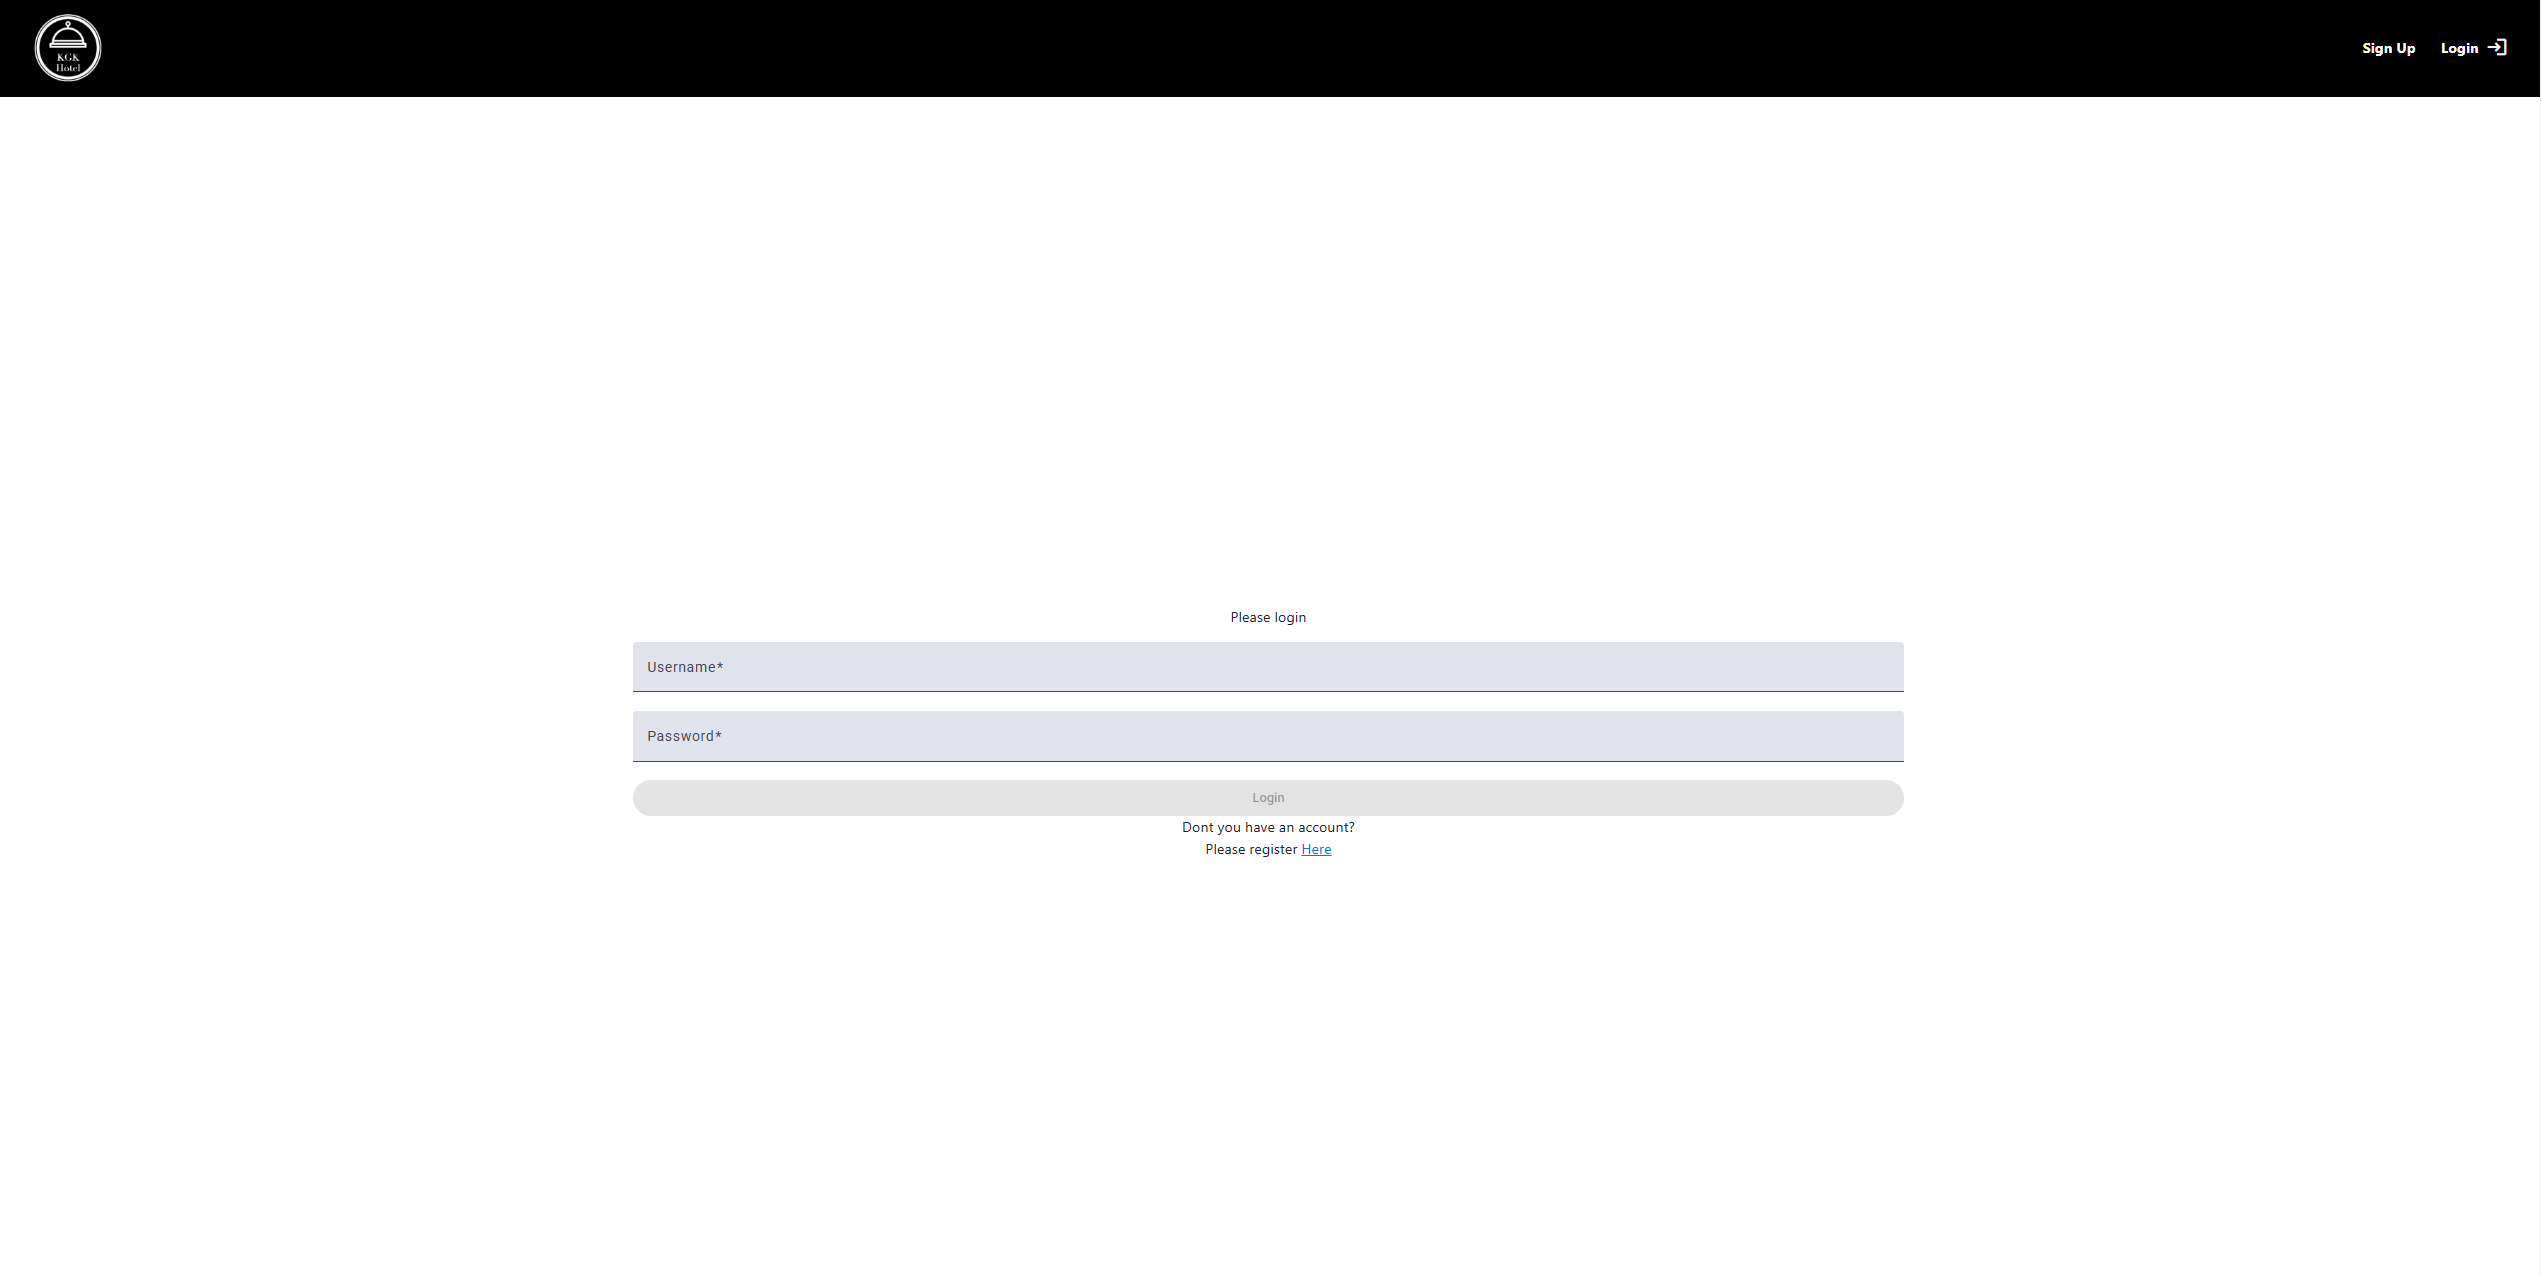 KGK
Hotel
Sign Up
Login
Please login
Username*
Password*
Login
Dont you have an account?
Please register Here